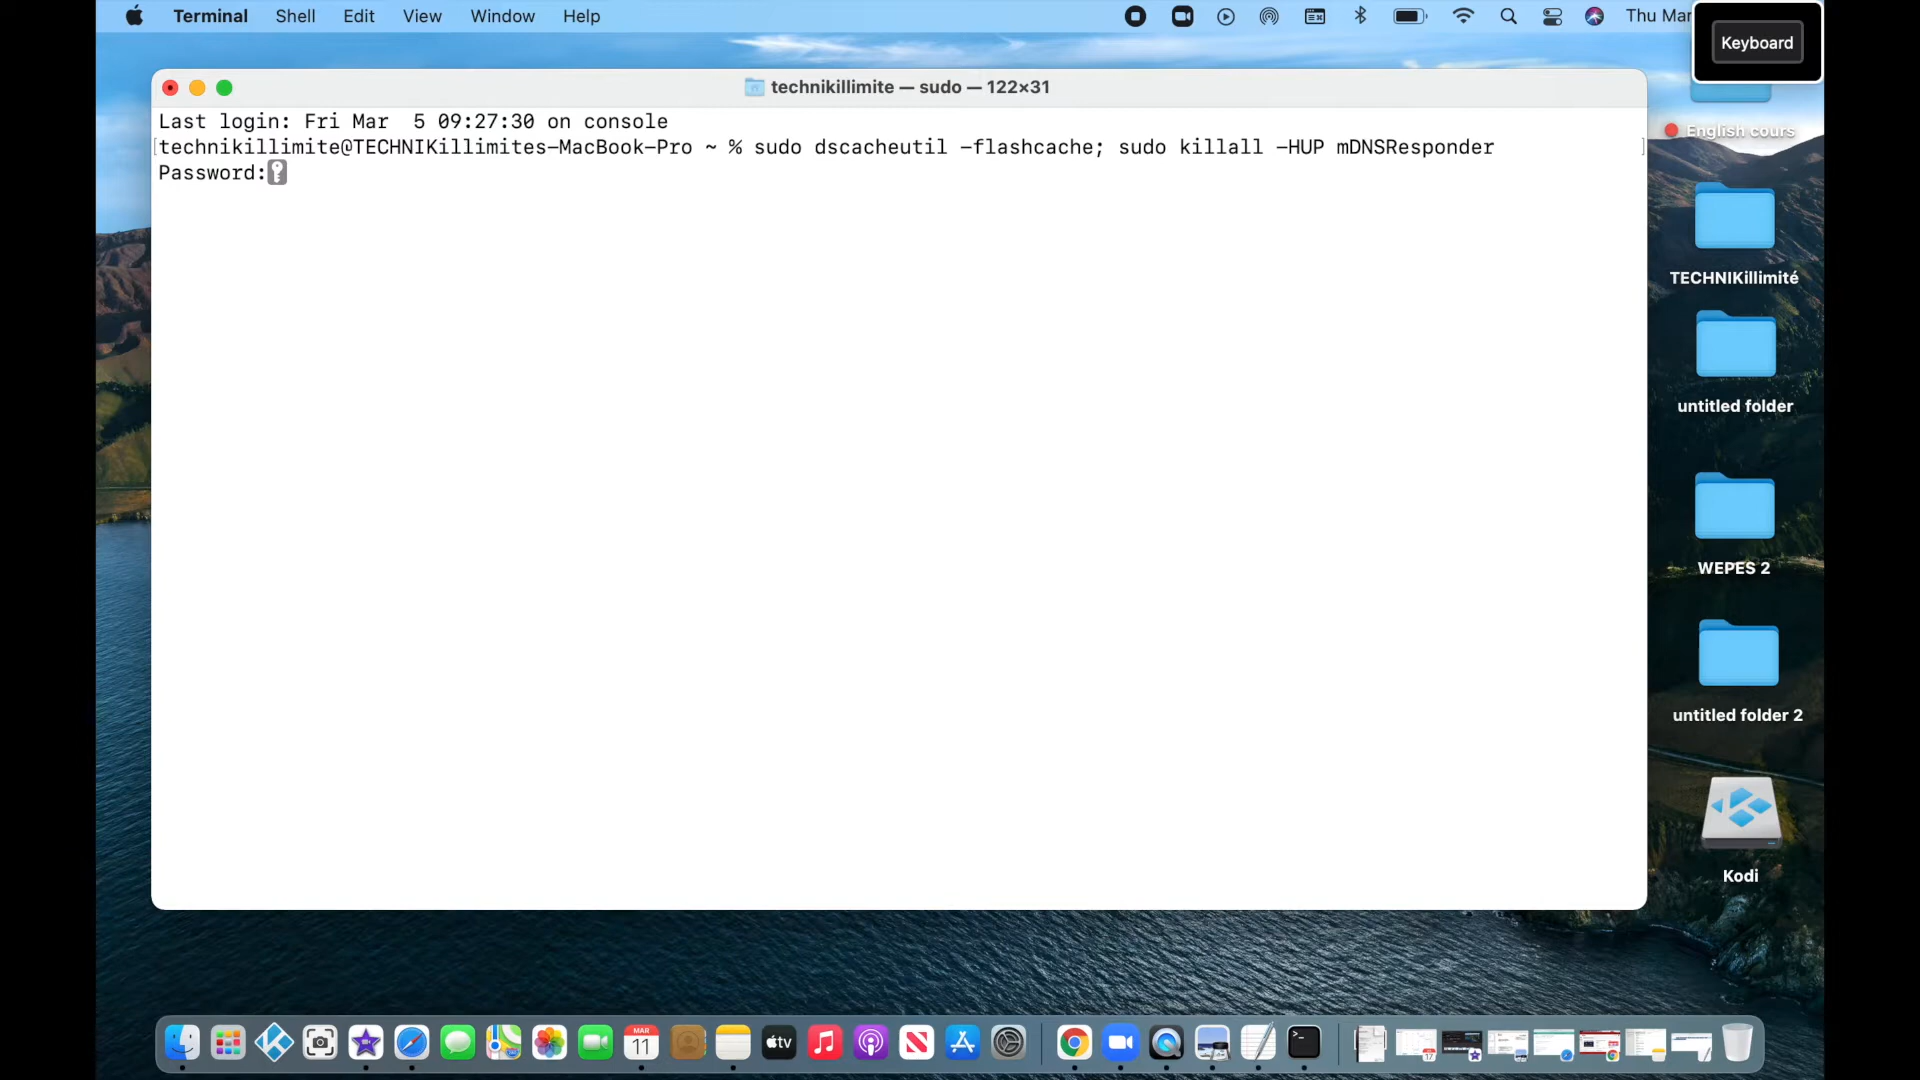 Terminal Shell Edit View Window Help Thu Mar
Keyboard
technikillimite — sudo — 122×31
Last login: Fri Mar  5 09:27:30 on console
technikillimite@TECHNIKillimites-MacBook-Pro ~ % sudo dscacheutil -flashcache; sudo killall -HUP mDNSResponder
Password:
English cours
TECHNIKillimité
untitled folder
WEPES 2
untitled folder 2
Kodi
MAR
11
tv
17